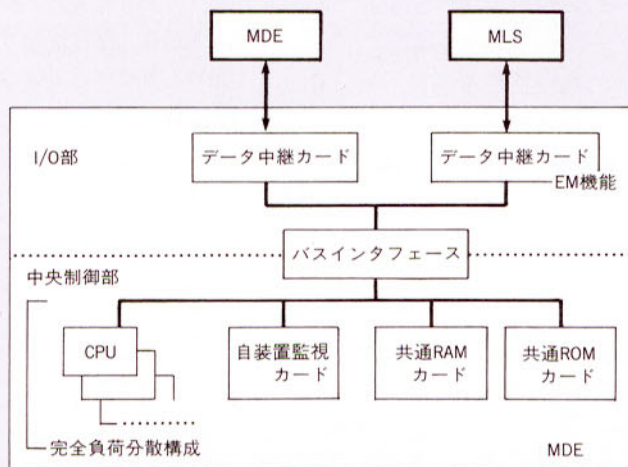 MDE
MLS
I/O部
データ中継カード
データ中継カード
EM機能
バスインタフェース
中央制御部
CPU
自装置監視
カード
共通RAM
カード
共通ROM
カード
完全負荷分散構成
MDE